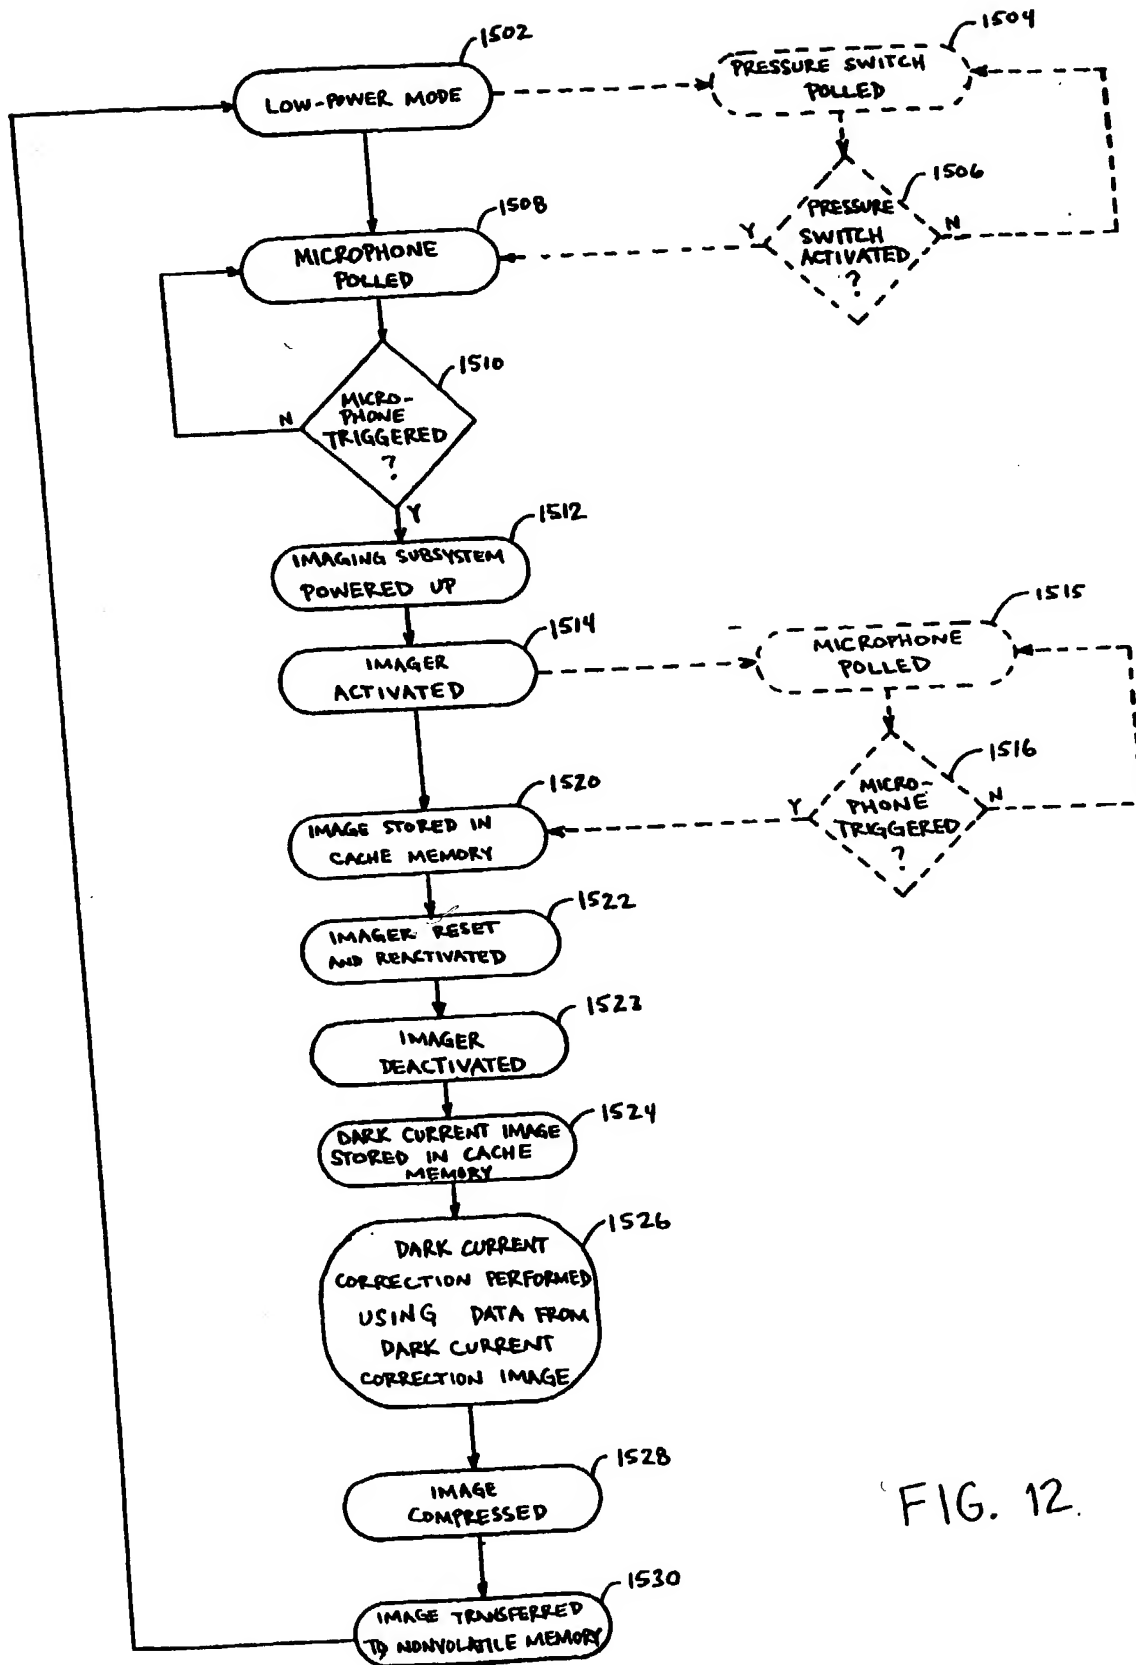 1502
LOW-POWER MODE
1504
PRESSURE SWITCH
POLLED
1506
PRESSURE
SWITCH
ACTIVATED
?
Y
N
1508
MICROPHONE
POLLED
1510
MICRO-
PHONE
TRIGGERED
?
N
Y
1512
IMAGING SUBSYSTEM
POWERED UP
1514
IMAGER
ACTIVATED
1515
MICROPHONE
POLLED
1516
MICRO-
PHONE
TRIGGERED
?
Y
N
1520
IMAGE STORED IN
CACHE MEMORY
1522
IMAGER RESET
AND REACTIVATED
1523
IMAGER
DEACTIVATED
1524
DARK CURRENT IMAGE
STORED IN CACHE
MEMORY
1526
DARK CURRENT
CORRECTION PERFORMED
USING DATA FROM
DARK CURRENT
CORRECTION IMAGE
1528
IMAGE
COMPRESSED
1530
IMAGE TRANSFERRED
TO NONVOLATILE MEMORY
FIG. 12.